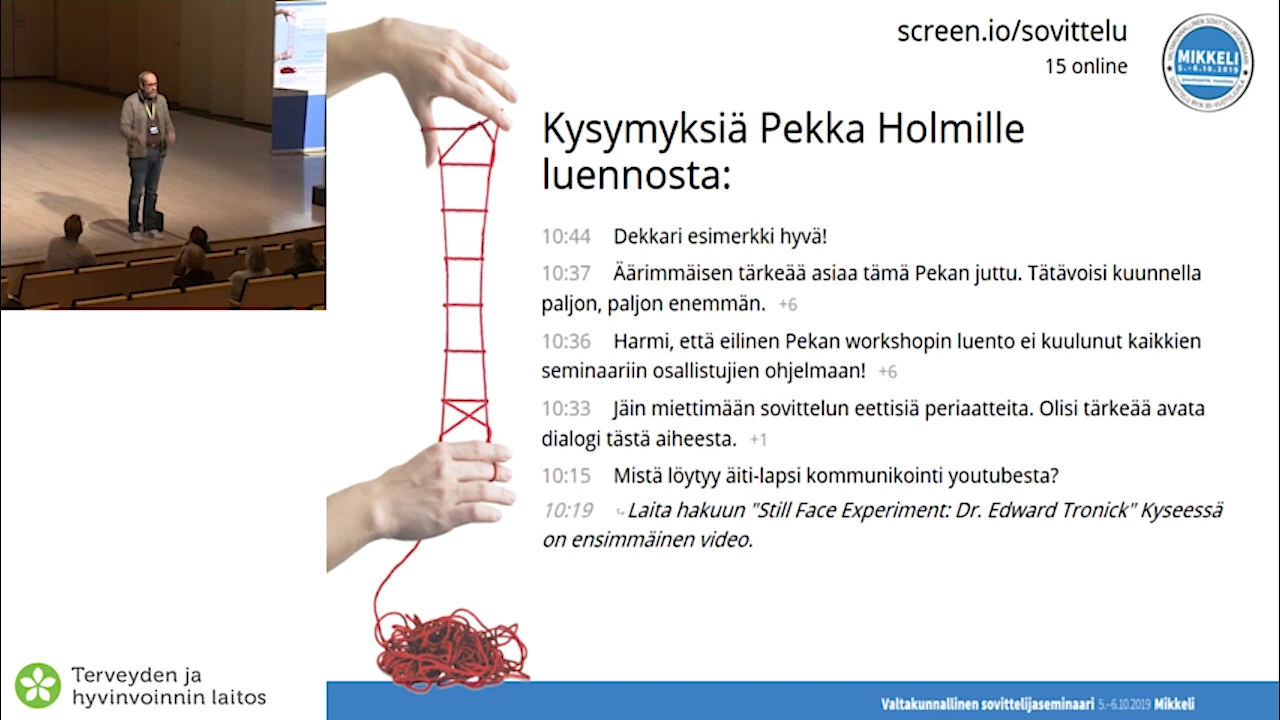 screen.io/sovittelu
15 online
MIKKELI
5.–6.10.2019
Kysymyksiä Pekka Holmille
luennosta:
10:44 Dekkari esimerkki hyvä!
10:37 Äärimmäisen tärkeää asiaa tämä Pekan juttu. Tätävoisi kuunnella
paljon, paljon enemmän. +6
10:36 Harmi, että eilinen Pekan workshopin luento ei kuulunut kaikkien
seminaariin osallistujien ohjelmaan! +6
10:33 Jäin miettimään sovittelun eettisiä periaatteita. Olisi tärkeää avata
dialogi tästä aiheesta. +1
10:15 Mistä löytyy äiti-lapsi kommunikointi youtubesta?
10:19 Laita hakuun "Still Face Experiment: Dr. Edward Tronick" Kyseessä
on ensimmäinen video.
Terveyden ja
hyvinvoinnin laitos
Valtakunnallinen sovittelijaseminaari 5.–6.10.2019 Mikkeli